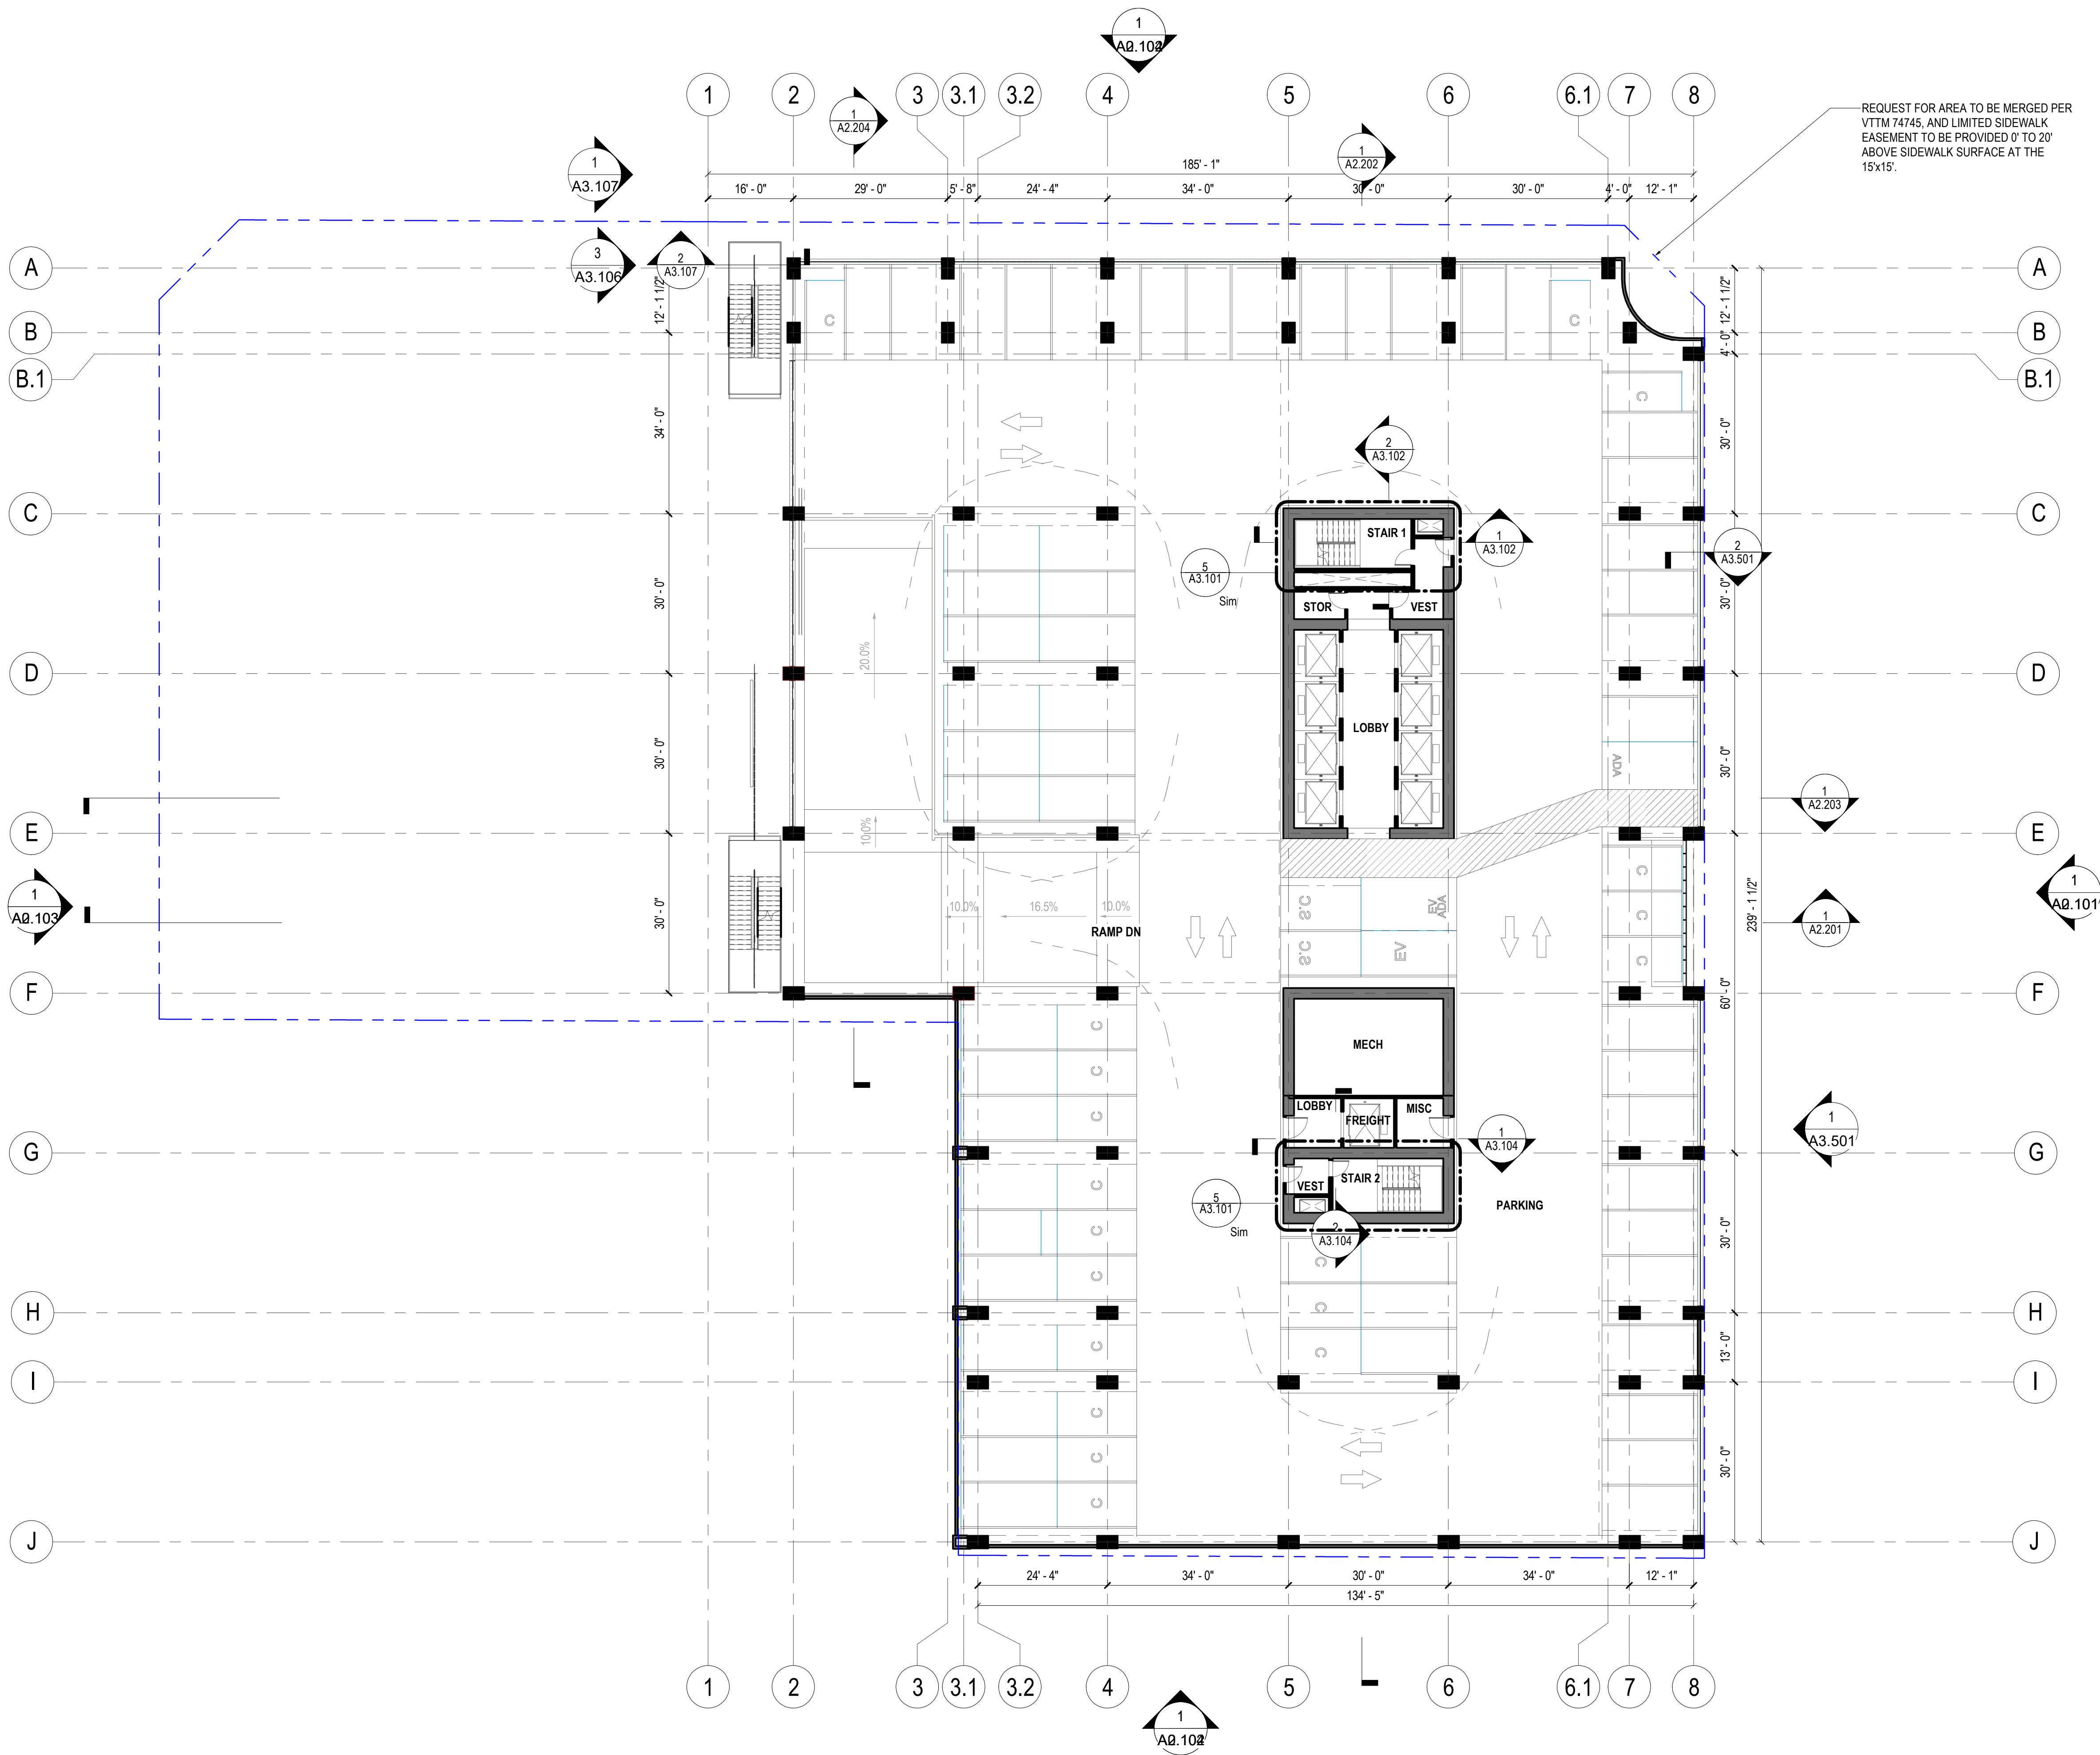 1
2
3
3.1
3.2
4
5
6
6.1
7
8
1
A3.107
1
A2.204
1
A2.202
REQUEST FOR AREA TO BE MERGED PER
VTTM 74745, AND LIMITED SIDEWALK
EASEMENT TO BE PROVIDED 0' TO 20'
ABOVE SIDEWALK SURFACE AT THE
15'x15'.
185' - 1"
16' - 0"
29' - 0"
5' - 8"
24' - 4"
34' - 0"
30' - 0"
30' - 0"
4' - 0"
12' - 1"
3
A3.106
2
A3.107
A
A
B
B
B.1
B.1
C
C
D
D
E
E
F
F
G
G
H
H
I
I
J
J
12' - 1 1/2"
34' - 0"
30' - 0"
30' - 0"
30' - 0"
12' - 1 1/2"
4' - 0"
30' - 0"
30' - 0"
30' - 0"
60' - 0"
30' - 0"
13' - 0"
30' - 0"
239' - 1 1/2"
C
C
C
2
A3.102
1
A3.102
5
A3.101
Sim
2
A3.501
STAIR 1
STOR
VEST
LOBBY
20.0%
10.0%
ADA
1
A2.203
1
A2.201
1
1
10.0%
16.5%
10.0%
RAMP DN
S.C
S.C
EV
ADA
EV
C
C
C
MECH
LOBBY
FREIGHT
MISC
1
A3.104
1
A3.501
VEST
STAIR 2
5
A3.101
Sim
2
A3.104
PARKING
C
C
C
C
C
C
C
C
C
C
C
C
C
24' - 4"
34' - 0"
30' - 0"
34' - 0"
12' - 1"
134' - 5"
1
2
3
3.1
3.2
4
5
6
6.1
7
8
1